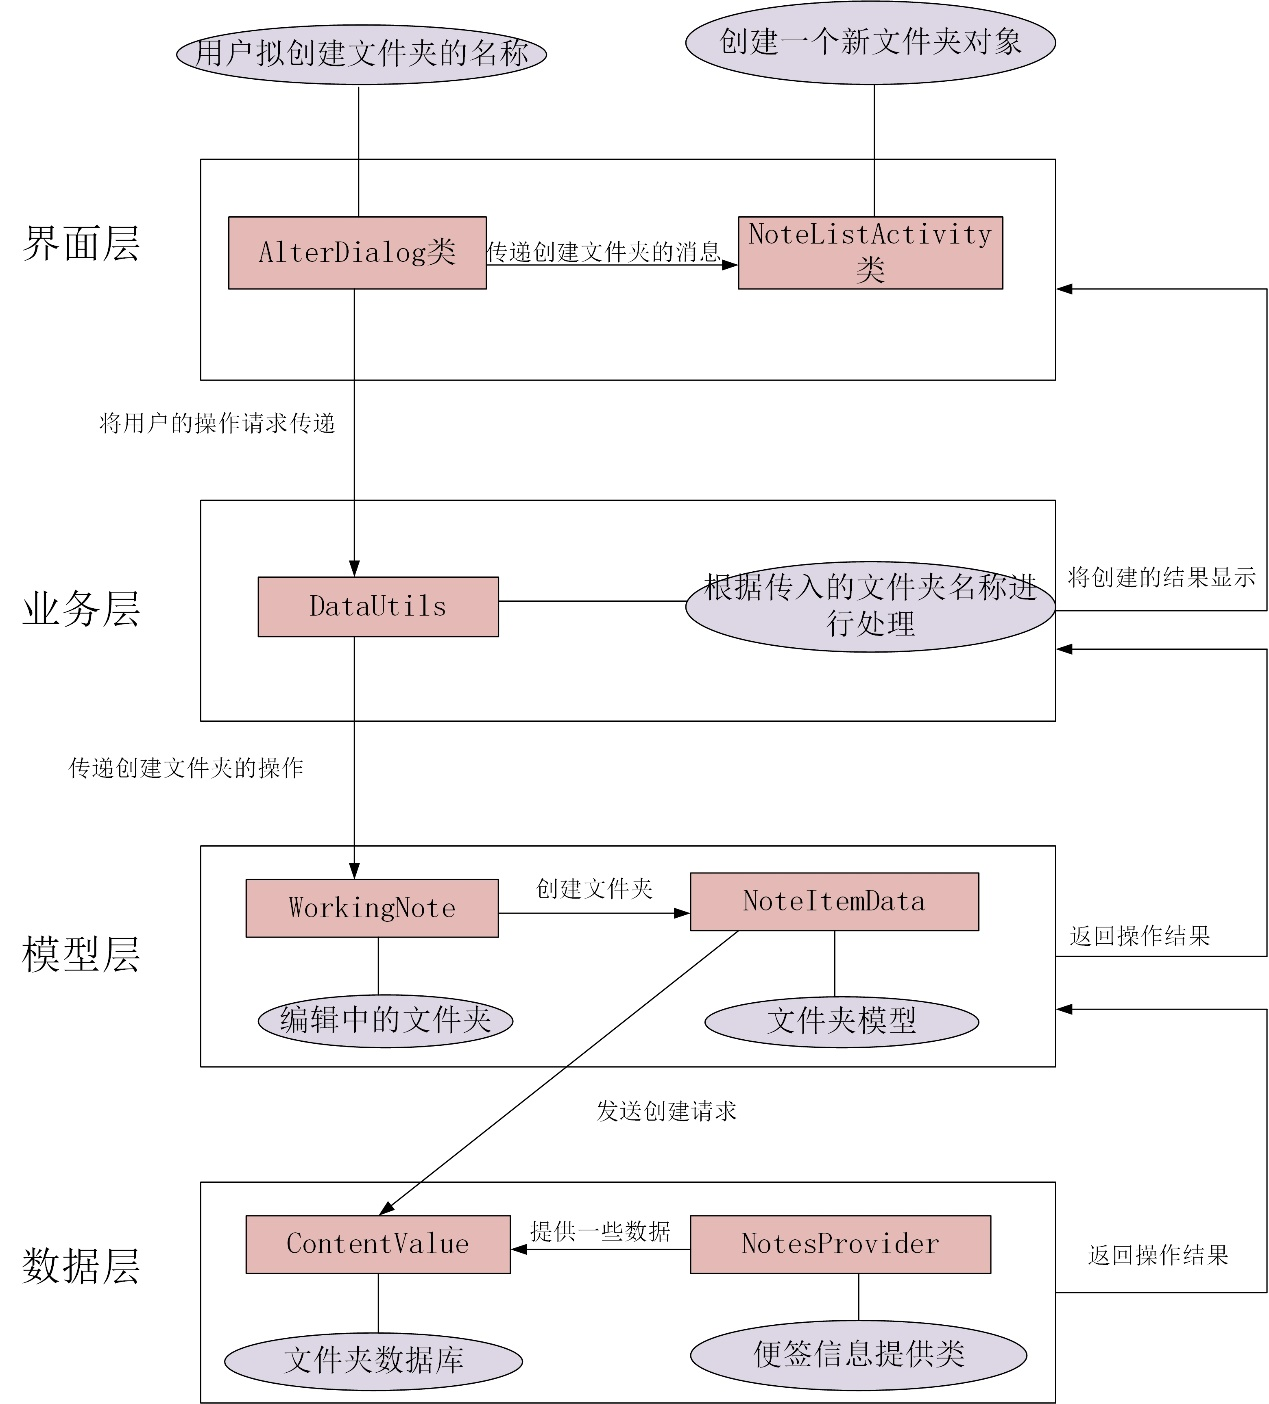 用户拟创建文件夹的名称
创建一个新文件夹对象
界面层
AlterDialog类
传递创建文件夹的消息
NoteListActivity
类
将用户的操作请求传递
业务层
DataUtils
根据传入的文件夹名称进
行处理
将创建的结果显示
传递创建文件夹的操作
模型层
WorkingNote
创建文件夹
NoteItemData
返回操作结果
编辑中的文件夹
文件夹模型
发送创建请求
数据层
ContentValue
提供一些数据
NotesProvider
返回操作结果
文件夹数据库
便签信息提供类